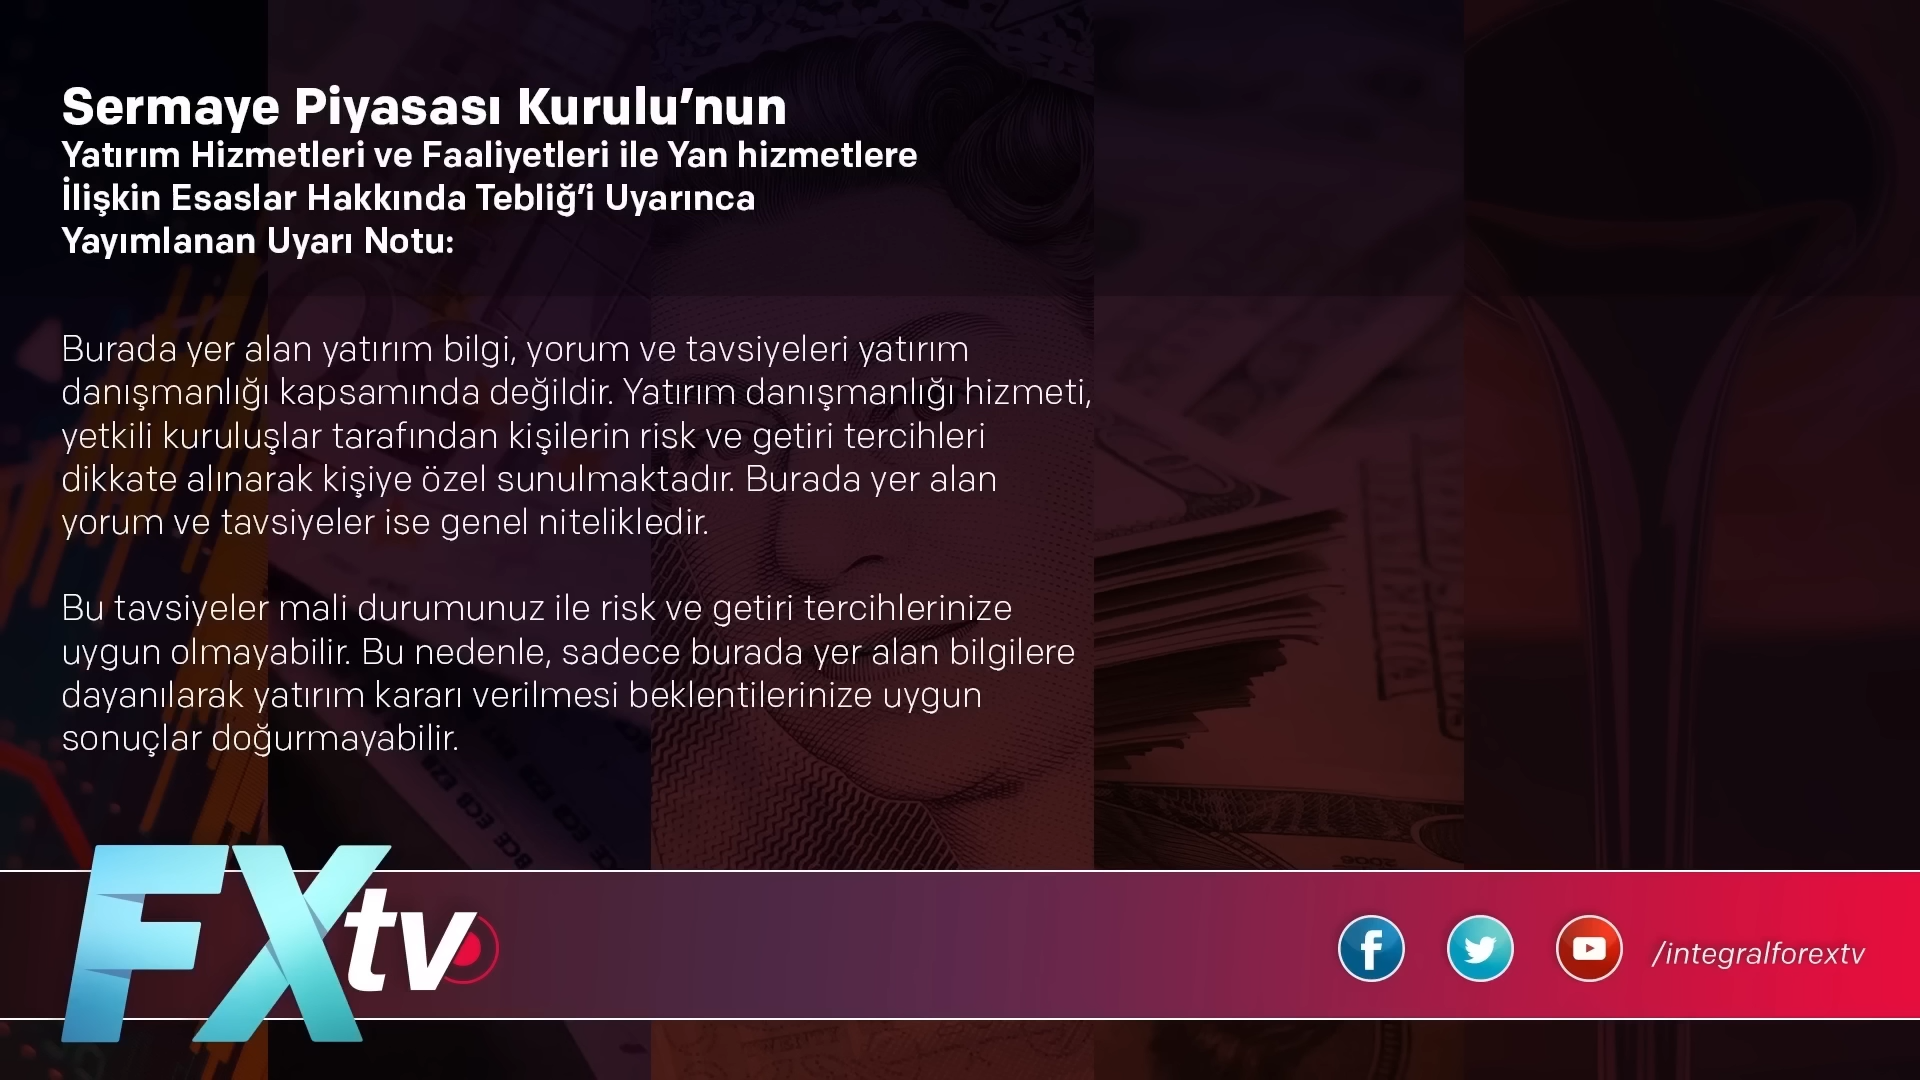 Sermaye Piyasası Kurulu’nun
Yatırım Hizmetleri ve Faaliyetleri ile Yan hizmetlere
İlişkin Esaslar Hakkında Tebliğ’i Uyarınca
Yayımlanan Uyarı Notu:
Burada yer alan yatırım bilgi, yorum ve tavsiyeleri yatırım
danışmanlığı kapsamında değildir. Yatırım danışmanlığı hizmeti,
yetkili kuruluşlar tarafından kişilerin risk ve getiri tercihleri
dikkate alınarak kişiye özel sunulmaktadır. Burada yer alan
yorum ve tavsiyeler ise genel nitelikledir.
Bu tavsiyeler mali durumunuz ile risk ve getiri tercihlerinize
uygun olmayabilir. Bu nedenle, sadece burada yer alan bilgilere
dayanılarak yatırım kararı verilmesi beklentilerinize uygun
sonuçlar doğurmayabilir.
FXtv
/integralforextv